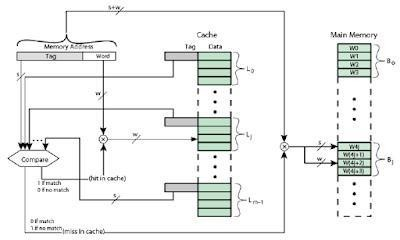 s+w
Memory Address
Tag Word
Cache
Tag Data
L0
Main Memory
W0
W1
W2
W3
B0
s
w
w
Lj
s
w
W4j
W(4j+1)
W(4j+2)
W(4j+3)
Bj
Compare
1 if match
0 if no match
(hit in cache)
s
Lm–1
0 if match
1 if no match
(miss in cache)